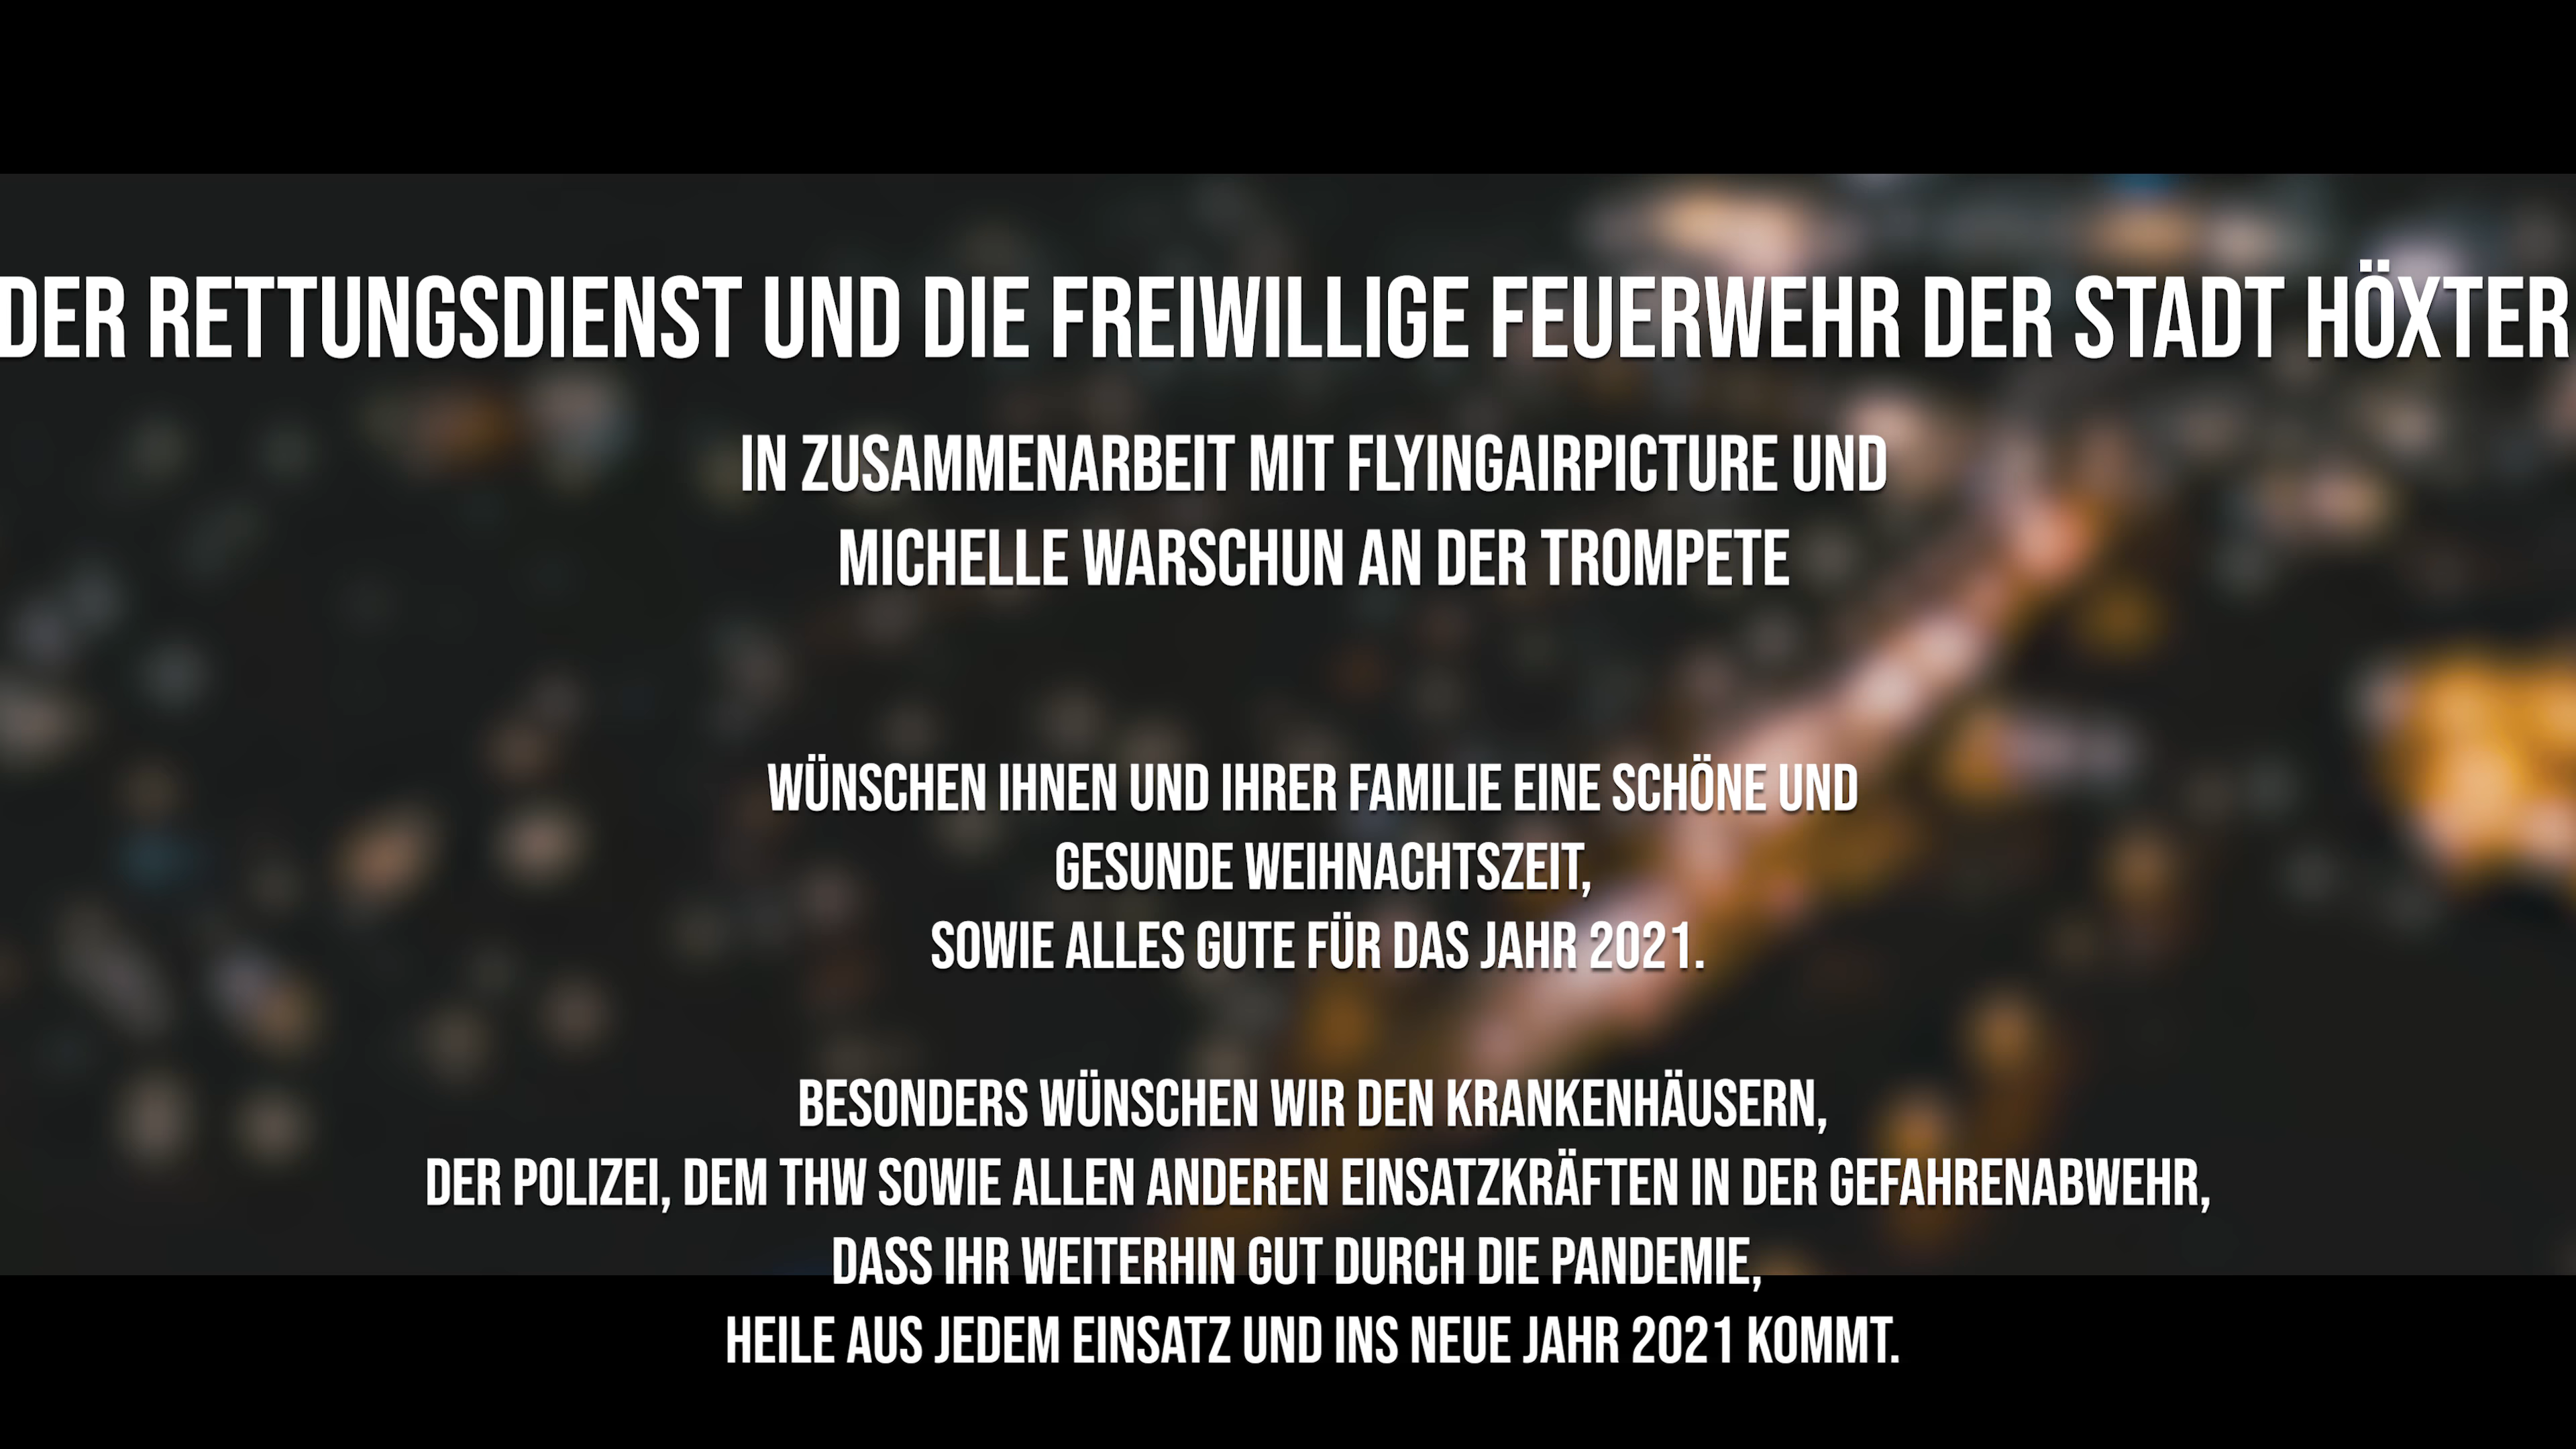 DER RETTUNGSDIENST UND DIE FREIWILLIGE FEUERWEHR DER STADT HÖXTER
IN ZUSAMMENARBEIT MIT FLYINGAIRPICTURE UND
MICHELLE WARSCHUN AN DER TROMPETE
WÜNSCHEN IHNEN UND IHRER FAMILIE EINE SCHÖNE UND
GESUNDE WEIHNACHTSZEIT,
SOWIE ALLES GUTE FÜR DAS JAHR 2021.
BESONDERS WÜNSCHEN WIR DEN KRANKENHÄUSERN,
DER POLIZEI, DEM THW SOWIE ALLEN ANDEREN EINSATZKRÄFTEN IN DER GEFAHRENABWEHR,
DASS IHR WEITERHIN GUT DURCH DIE PANDEMIE,
HEILE AUS JEDEM EINSATZ UND INS NEUE JAHR 2021 KOMMT.